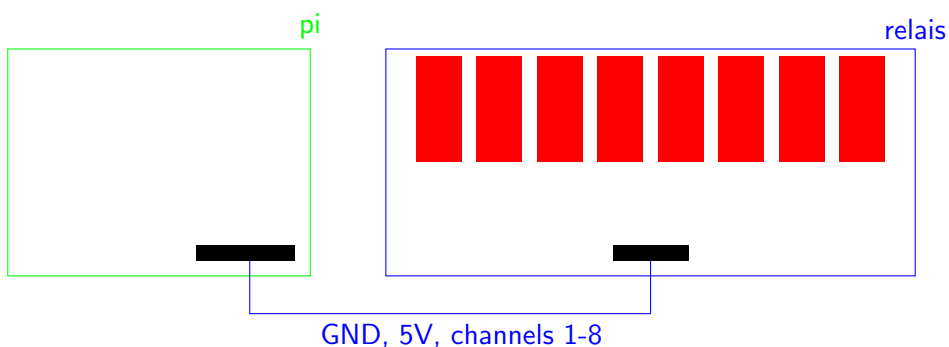 pi
relais
GND, 5V, channels 1-8